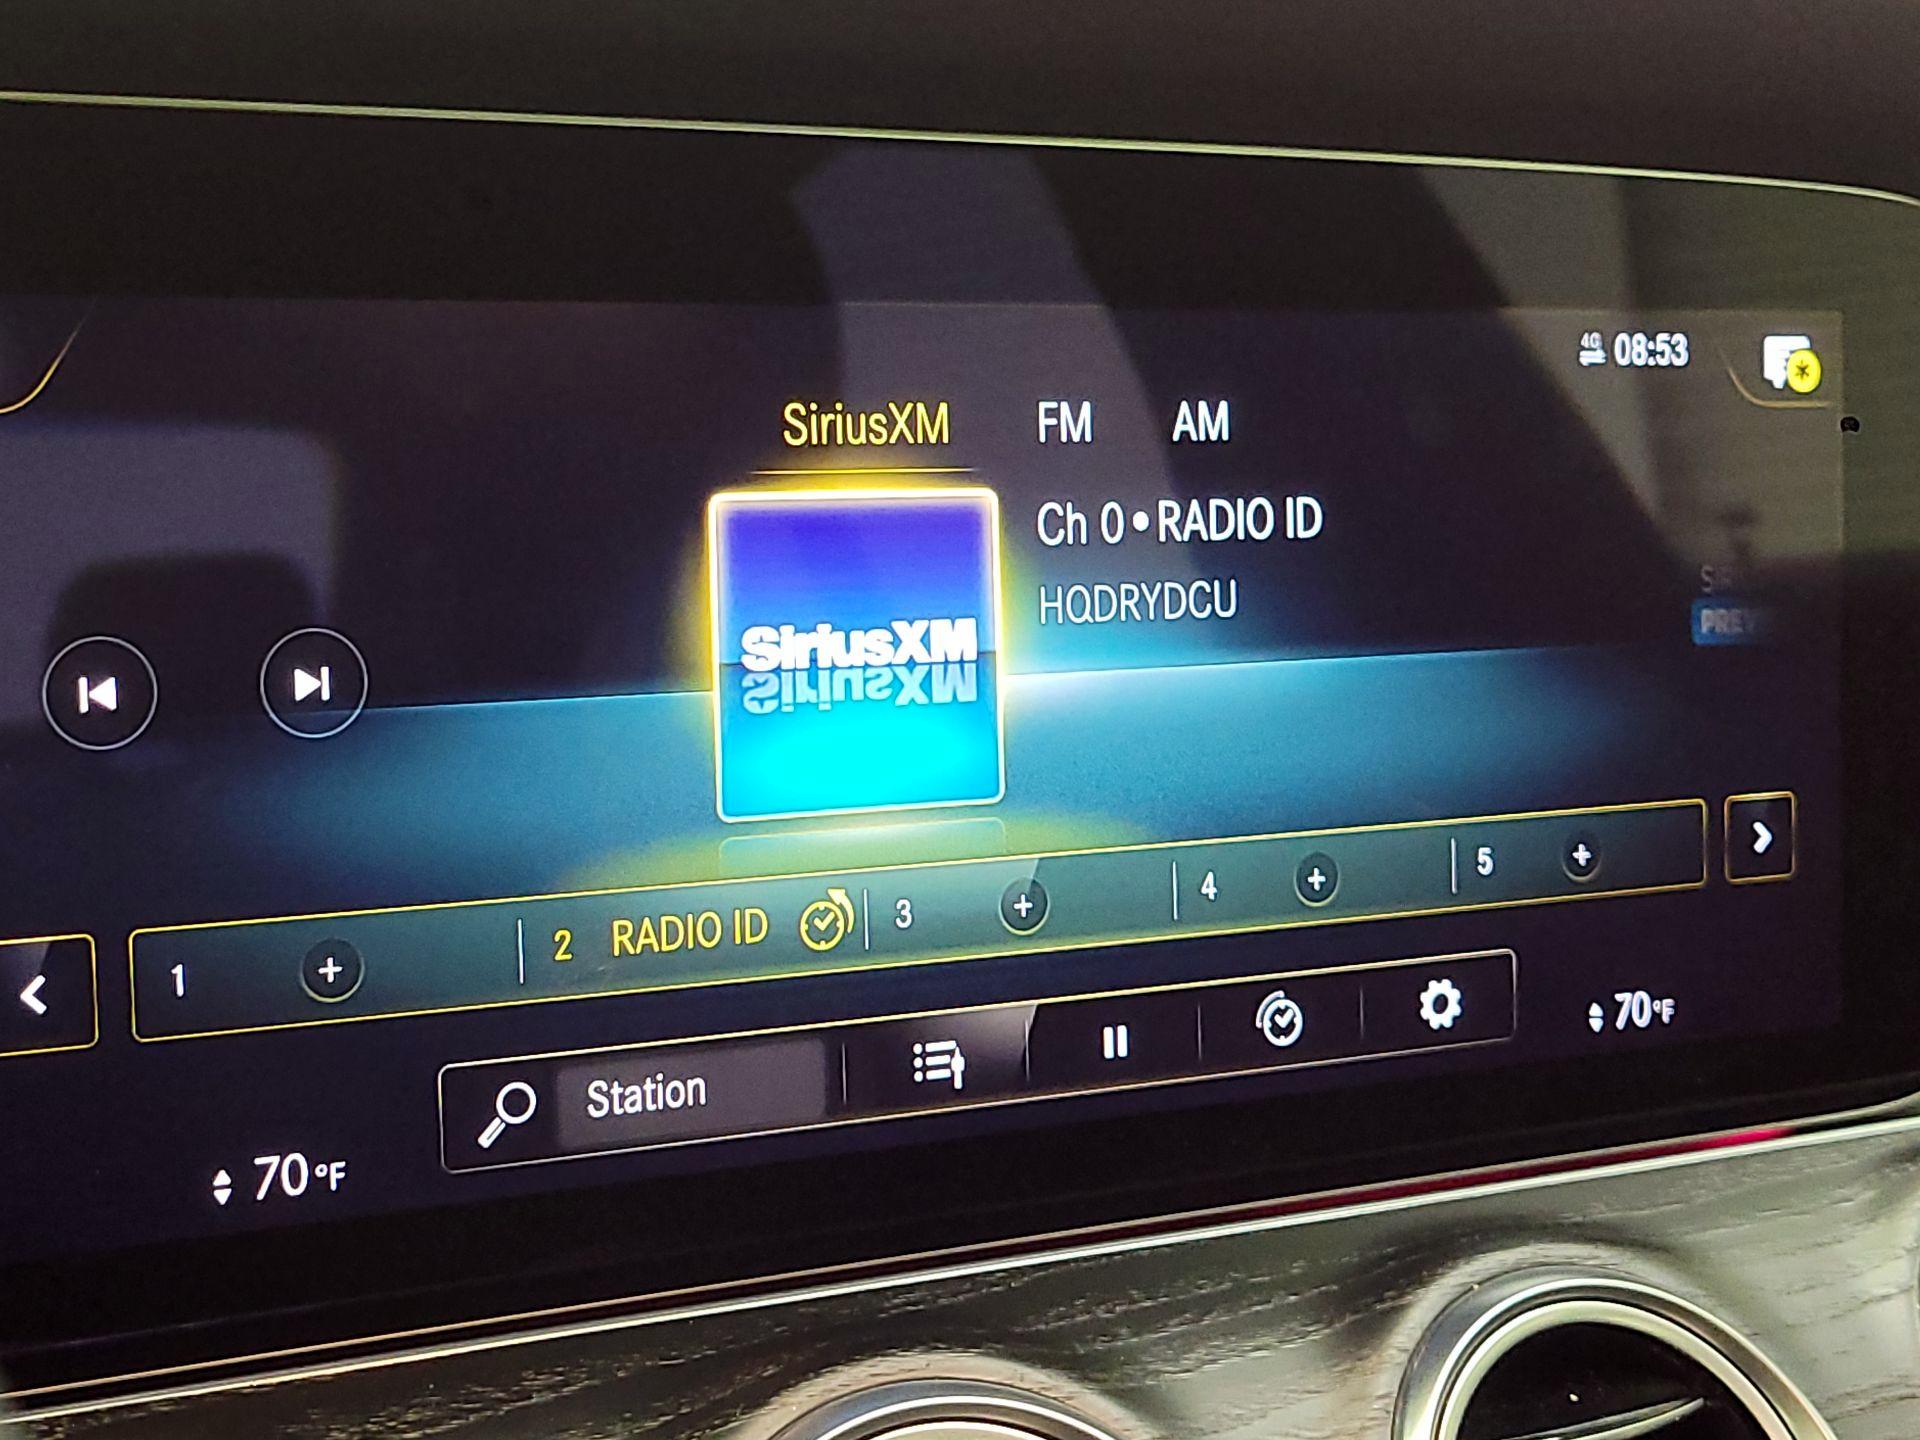 4G 08:53
SiriusXM FM AM
Ch 0 • RADIO ID
HQDRYDCU
SiriusXM
1 + 2 RADIO ID 3 + 4 + 5 +
Station
70°F
70°F